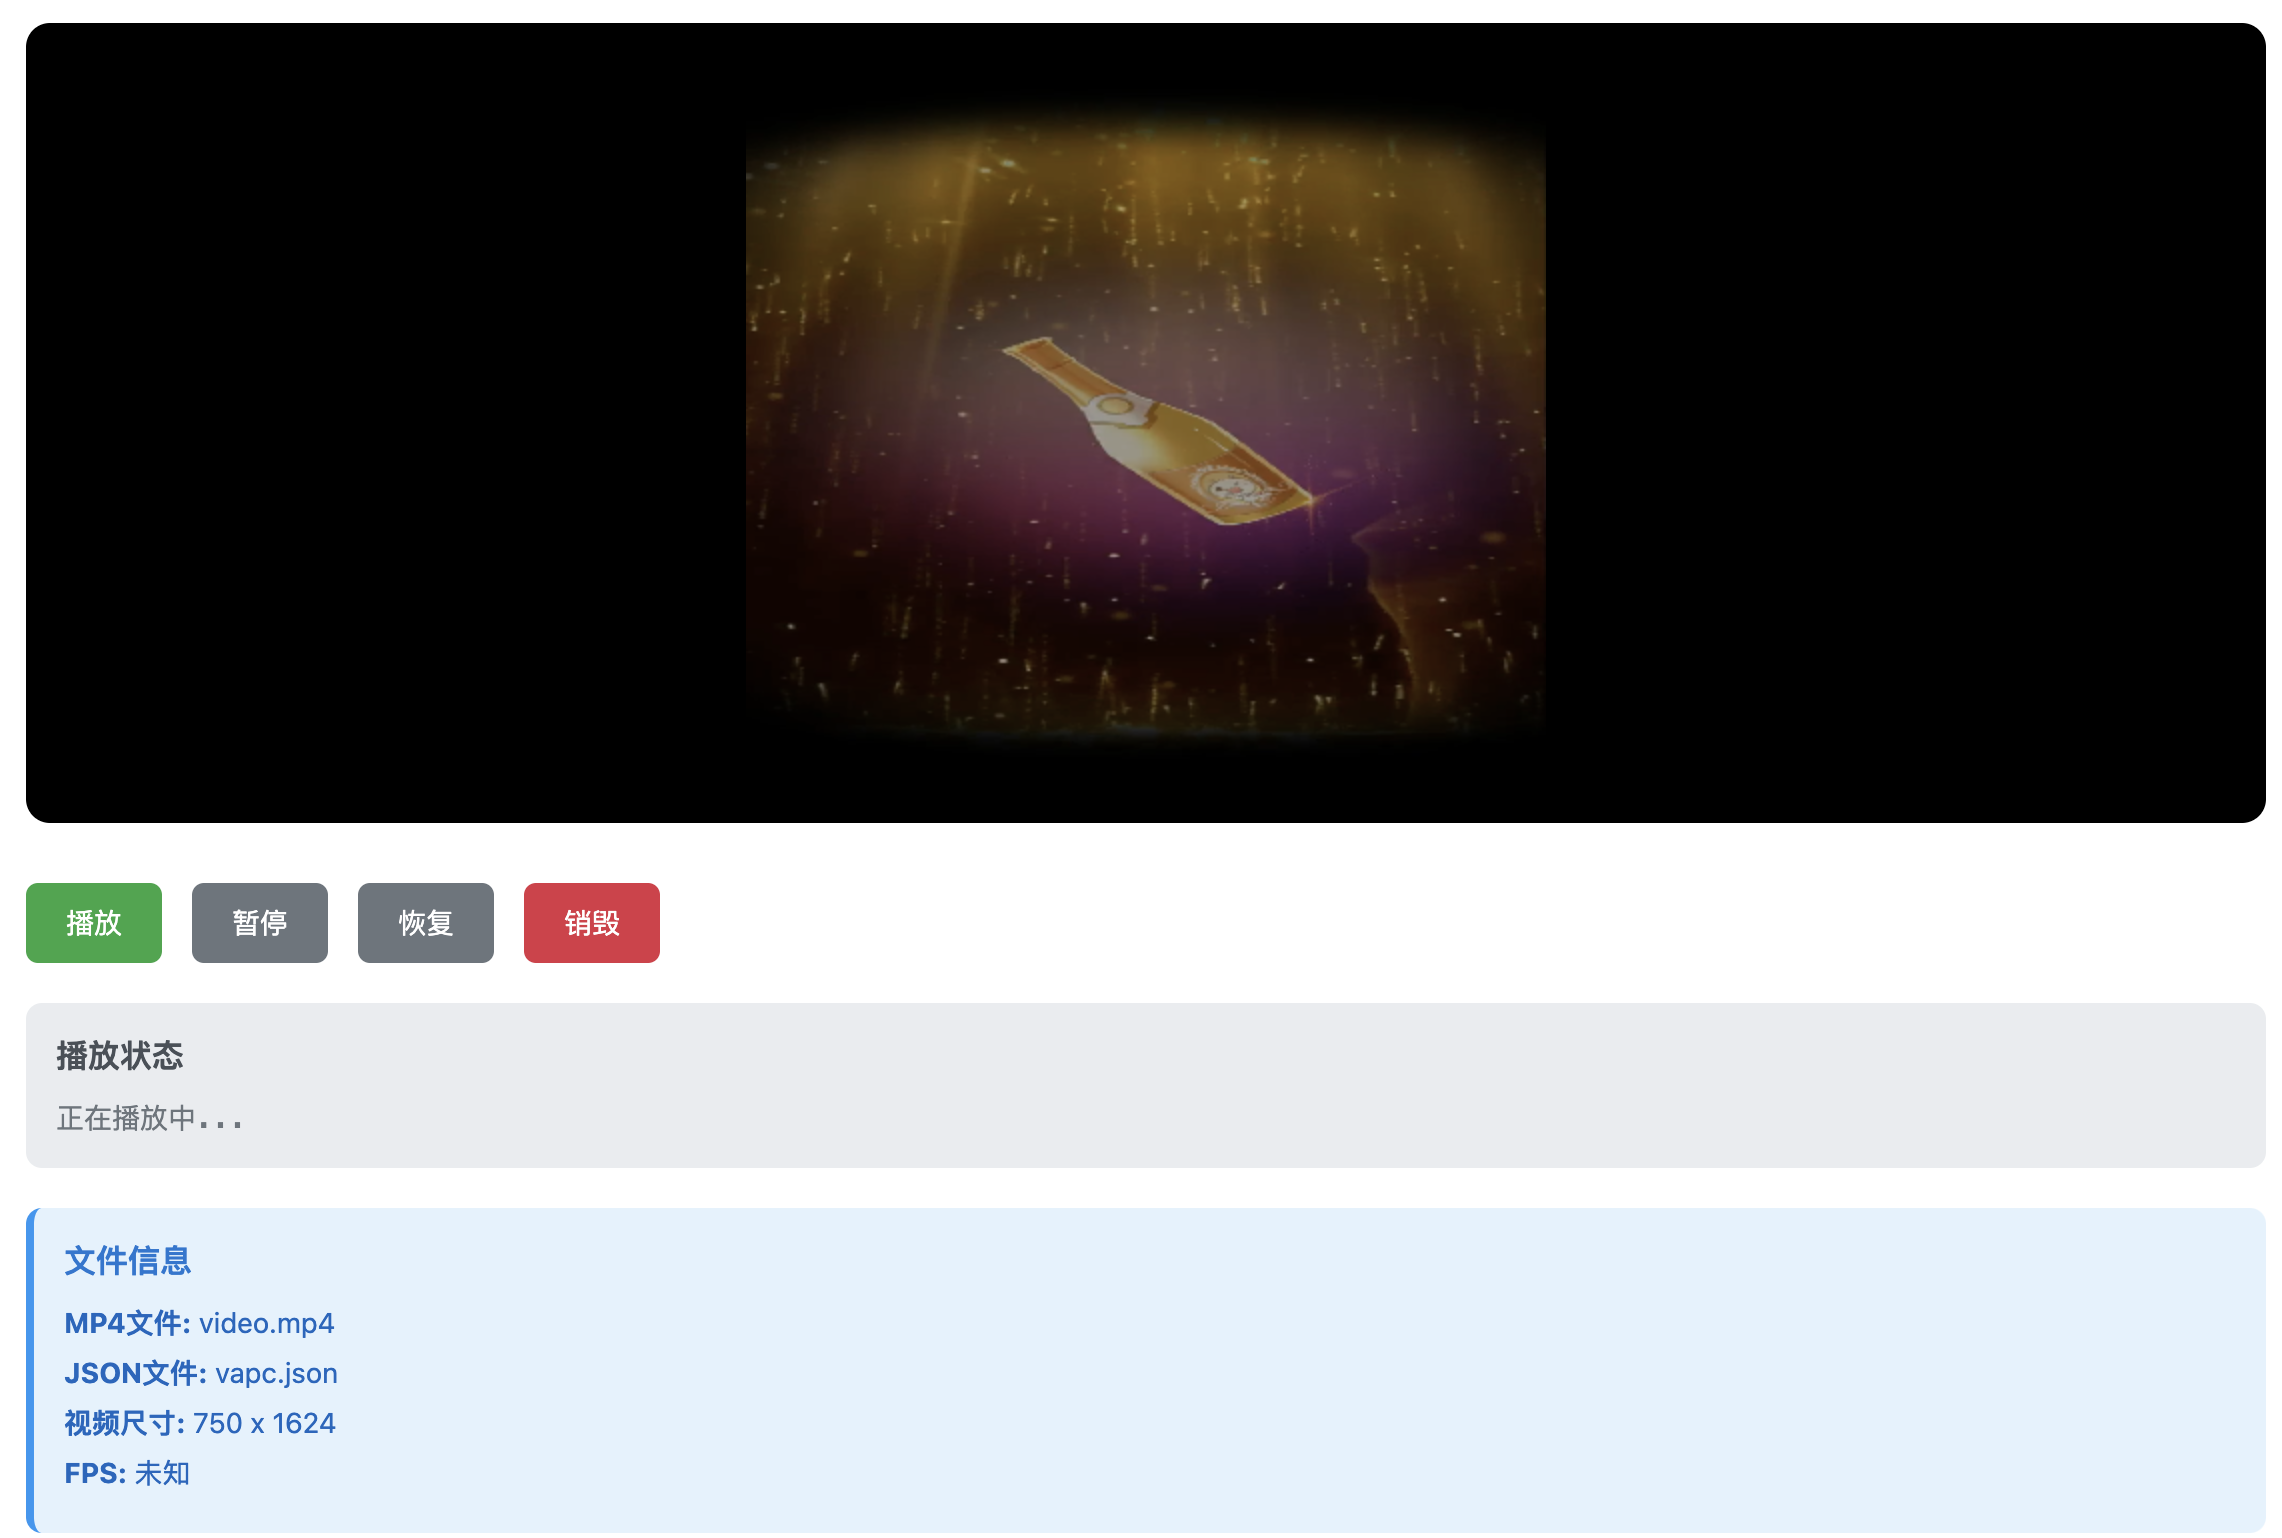 播放
暂停
恢复
销毁
播放状态
正在播放中...
文件信息
MP4文件: video.mp4
JSON文件: vapc.json
视频尺寸: 750 x 1624
FPS: 未知